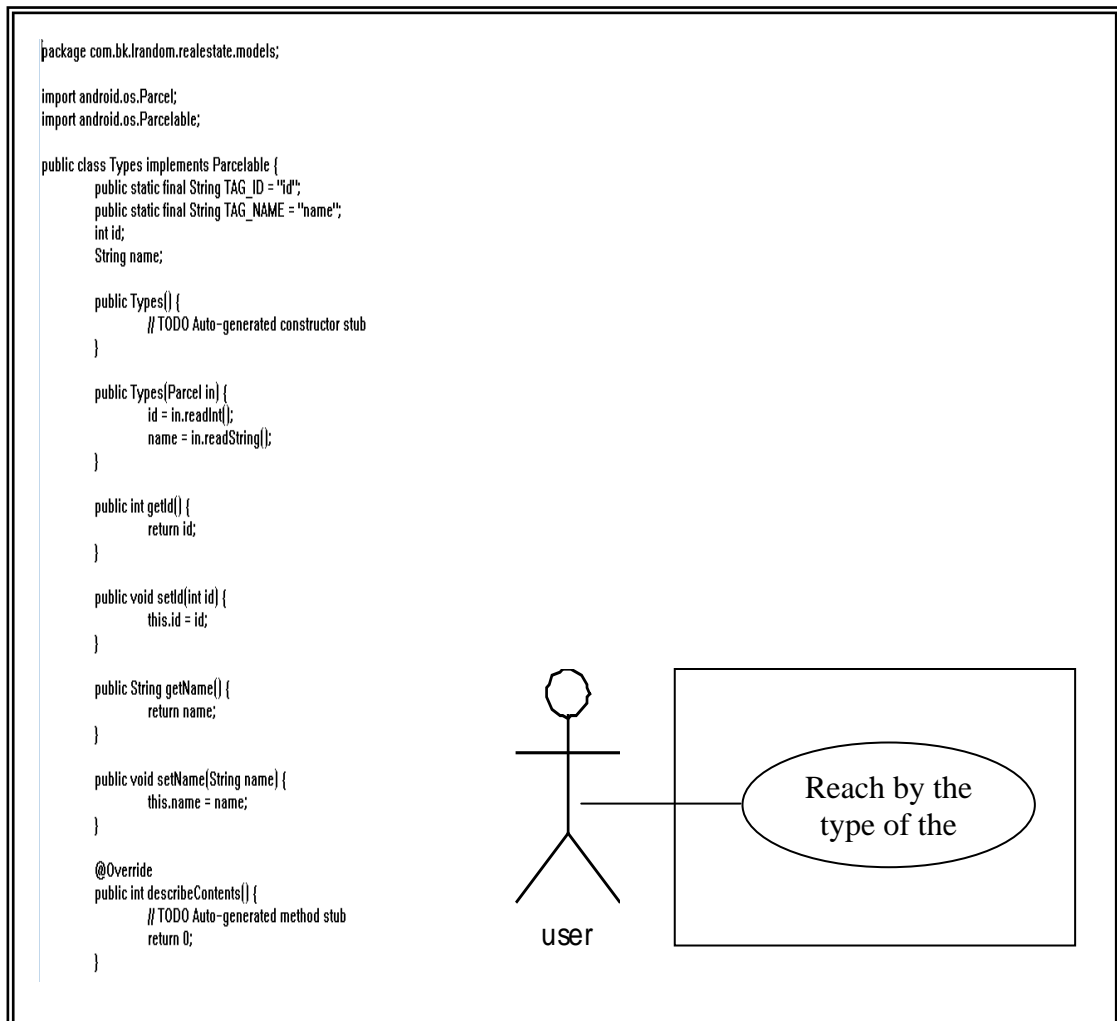 package com.bk.lrandom.realestate.models;
import android.os.Parcel;
import android.os.Parcelable;
public class Types implements Parcelable {
public static final String TAG_ID = "id";
public static final String TAG_NAME = "name";
int id;
String name;
public Types() {
// TODO Auto-generated constructor stub
}
public Types(Parcel in) {
id = in.readInt();
name = in.readString();
}
public int getId() {
return id;
}
public void setId(int id) {
this.id = id;
}
public String getName() {
return name;
}
public void setName(String name) {
this.name = name;
}
@Override
public int describeContents() {
// TODO Auto-generated method stub
return 0;
}
Reach by the
type of the
user